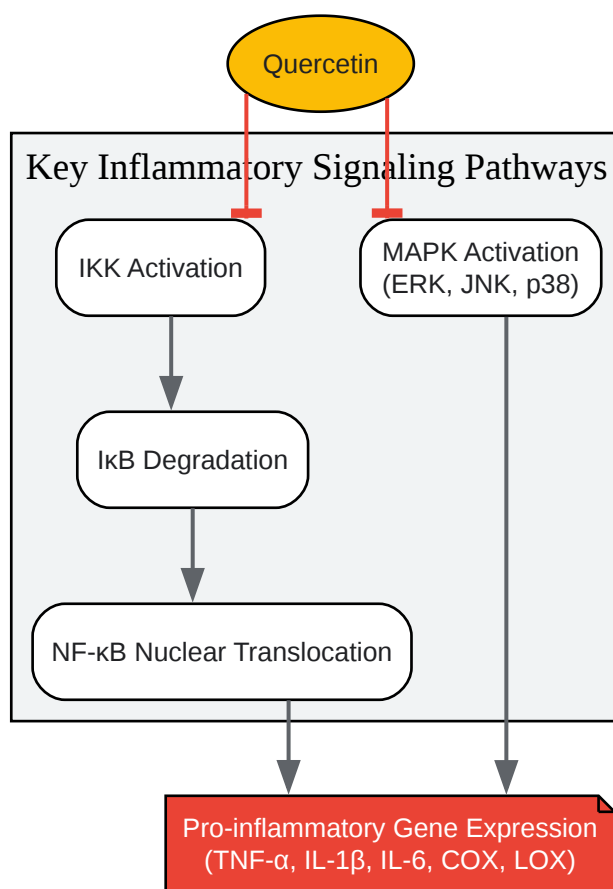 Quercetin
Key Inflammatory Signaling Pathways
IKK Activation
MAPK Activation
(ERK, JNK, p38)
IκB Degradation
NF-κB Nuclear Translocation
Pro-inflammatory Gene Expression
(TNF-α, IL-1β, IL-6, COX, LOX)